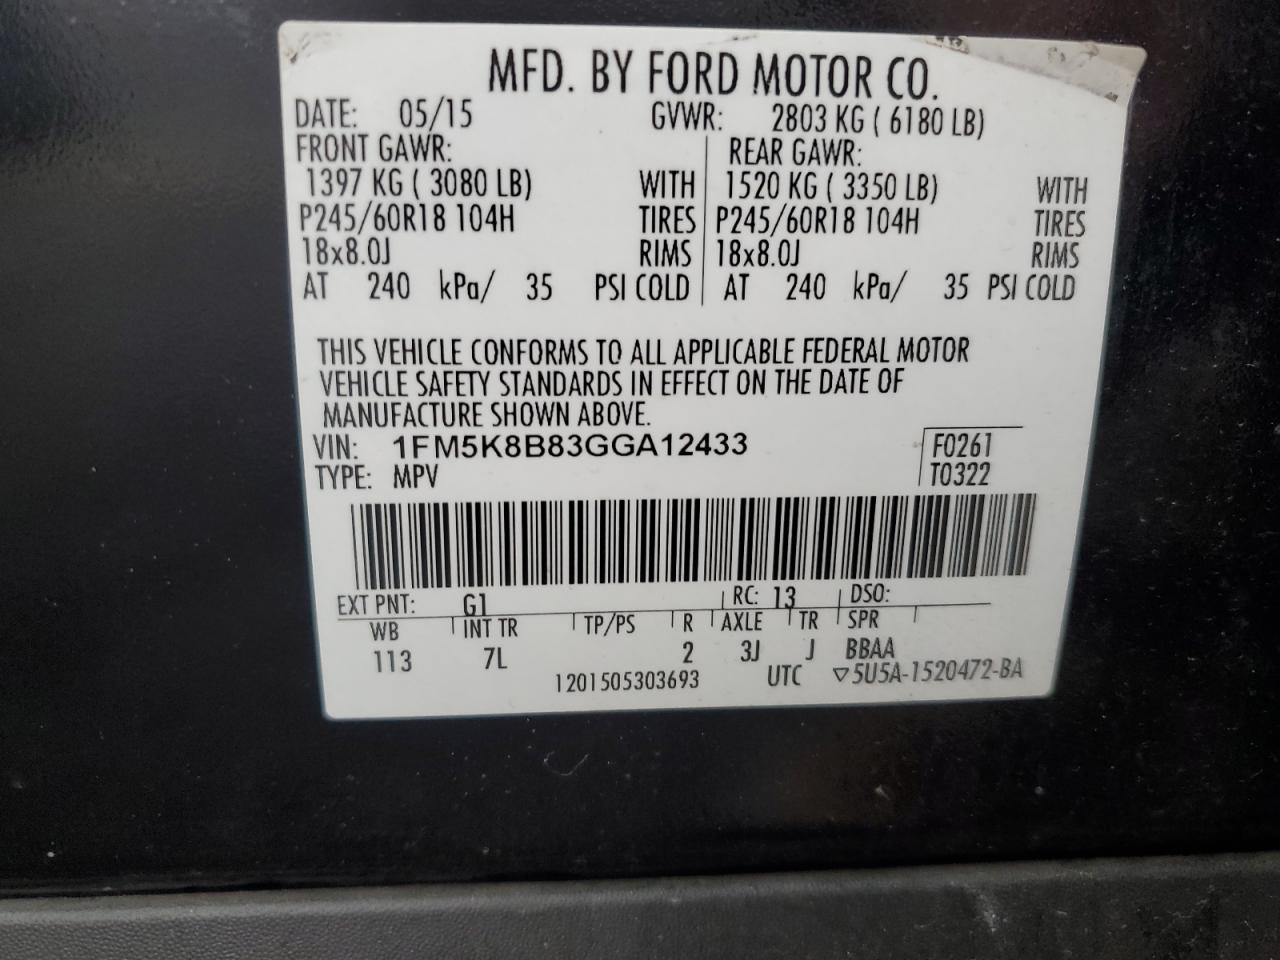 MFD. BY FORD MOTOR CO.
DATE: 05/15 GVWR: 2803 KG ( 6180 LB)
FRONT GAWR: REAR GAWR:
1397 KG ( 3080 LB) WITH 1520 KG ( 3350 LB) WITH
P245/60R18 104H TIRES P245/60R18 104H TIRES
18x8.0J RIMS 18x8.0J RIMS
AT 240 kPa/ 35 PSI COLD AT 240 kPa/ 35 PSI COLD
THIS VEHICLE CONFORMS TO ALL APPLICABLE FEDERAL MOTOR
VEHICLE SAFETY STANDARDS IN EFFECT ON THE DATE OF
MANUFACTURE SHOWN ABOVE.
VIN: 1FM5K8B83GGA12433 F0261
TYPE: MPV T0322
EXT PNT: G1 RC: 13 DSO:
WB INT TR TP/PS R AXLE TR SPR
113 7L 2 3J J BBAA
1201505303693 UTC ▽5U5A-1520472-BA